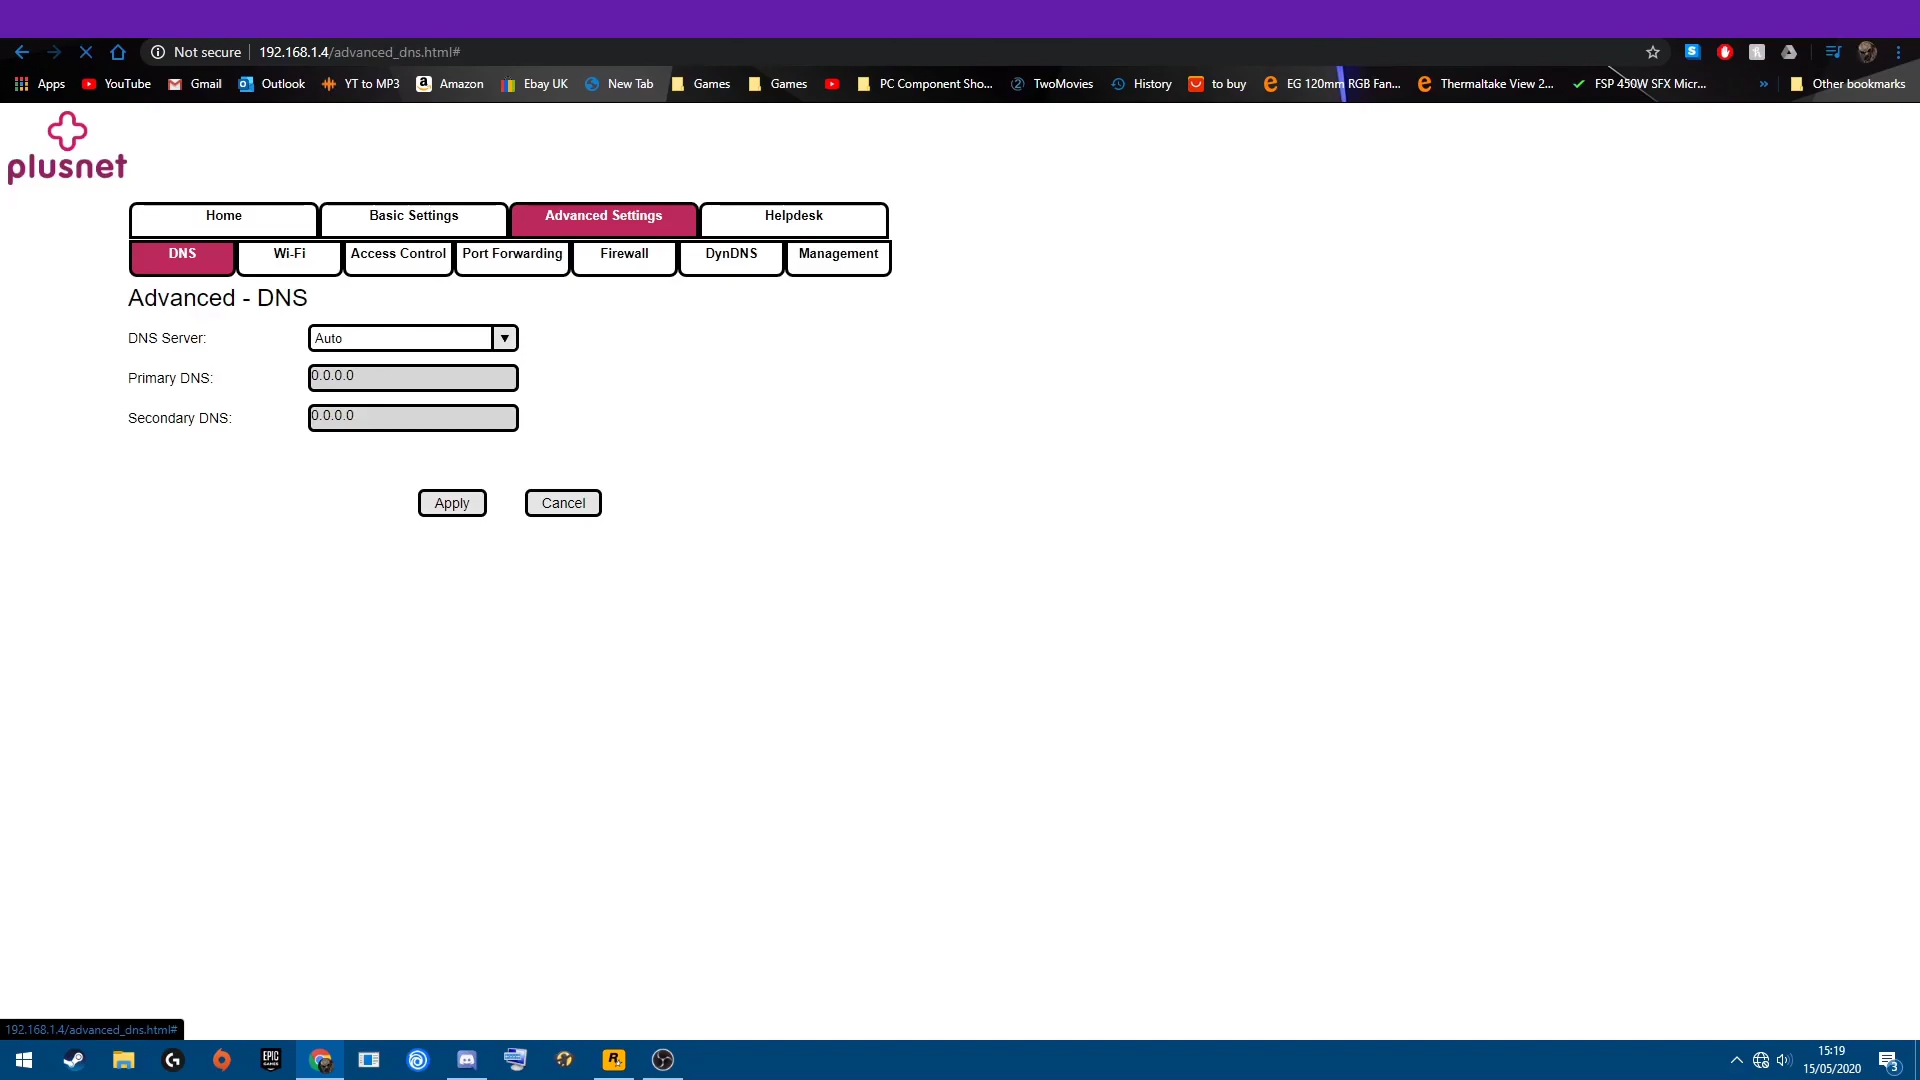 Not secure 192.168.1.4/advanced_dns.html#
Apps YouTube Gmail Outlook YT to MP3 Amazon Ebay UK New Tab Games Games PC Component Sho... TwoMovies History to buy EG 120mm RGB Fan... Thermaltake View 2... FSP 450W SFX Micr... » Other bookmarks
plusnet
Home Basic Settings Advanced Settings Helpdesk
DNS Wi-Fi Access Control Port Forwarding Firewall DynDNS Management
Advanced - DNS
DNS Server: Auto
Primary DNS: 0.0.0.0
Secondary DNS: 0.0.0.0
Apply Cancel
192.168.1.4/advanced_dns.html#
EPIC GAMES
15:19
15/05/2020
3